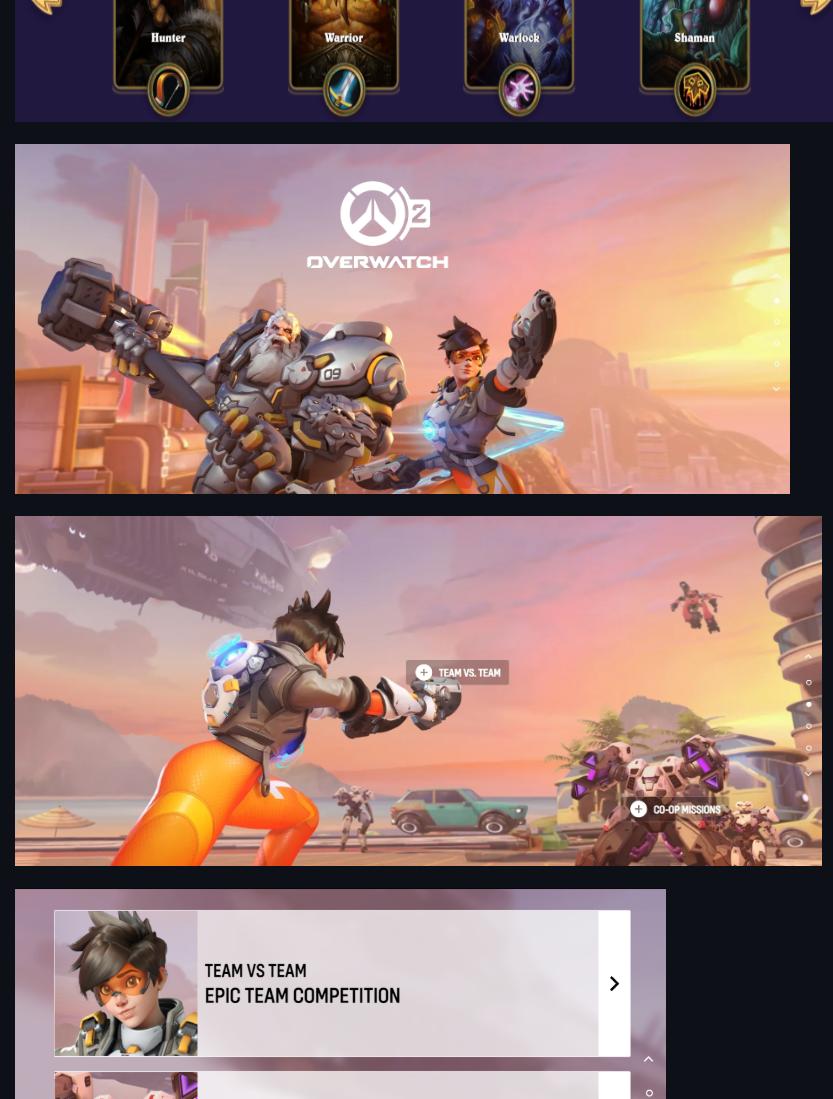 Hunter
Warrior
Warlock
Shaman
2
OVERWATCH
09
TEAM VS. TEAM
CO-OP MISSIONS
TEAM VS TEAM
EPIC TEAM COMPETITION